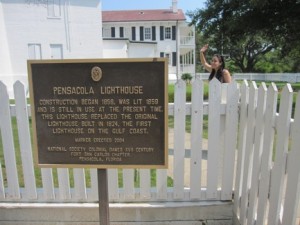 PENSACOLA LIGHTHOUSE
CONSTRUCTION BEGAN 1856, WAS LIT 1858
AND IS STILL IN USE AT THE PRESENT TIME.
THIS LIGHTHOUSE REPLACED THE ORIGINAL
LIGHTHOUSE BUILT IN 1824, THE FIRST
LIGHTHOUSE ON THE GULF COAST.
MARKER ERECTED 2004
NATIONAL SOCIETY COLONIAL DAMES XVII CENTURY
FORT SAN CARLOS CHAPTER
PENSACOLA, FLORIDA